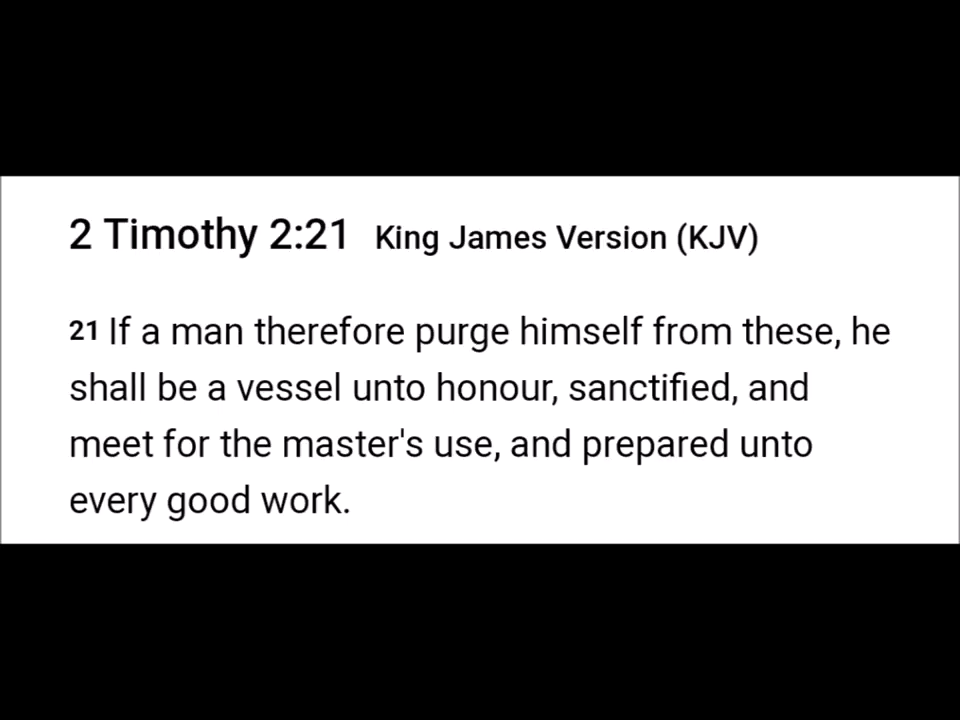 2 Timothy 2:21 King James Version (KJV)
21 If a man therefore purge himself from these, he
shall be a vessel unto honour, sanctified, and
meet for the master's use, and prepared unto
every good work.